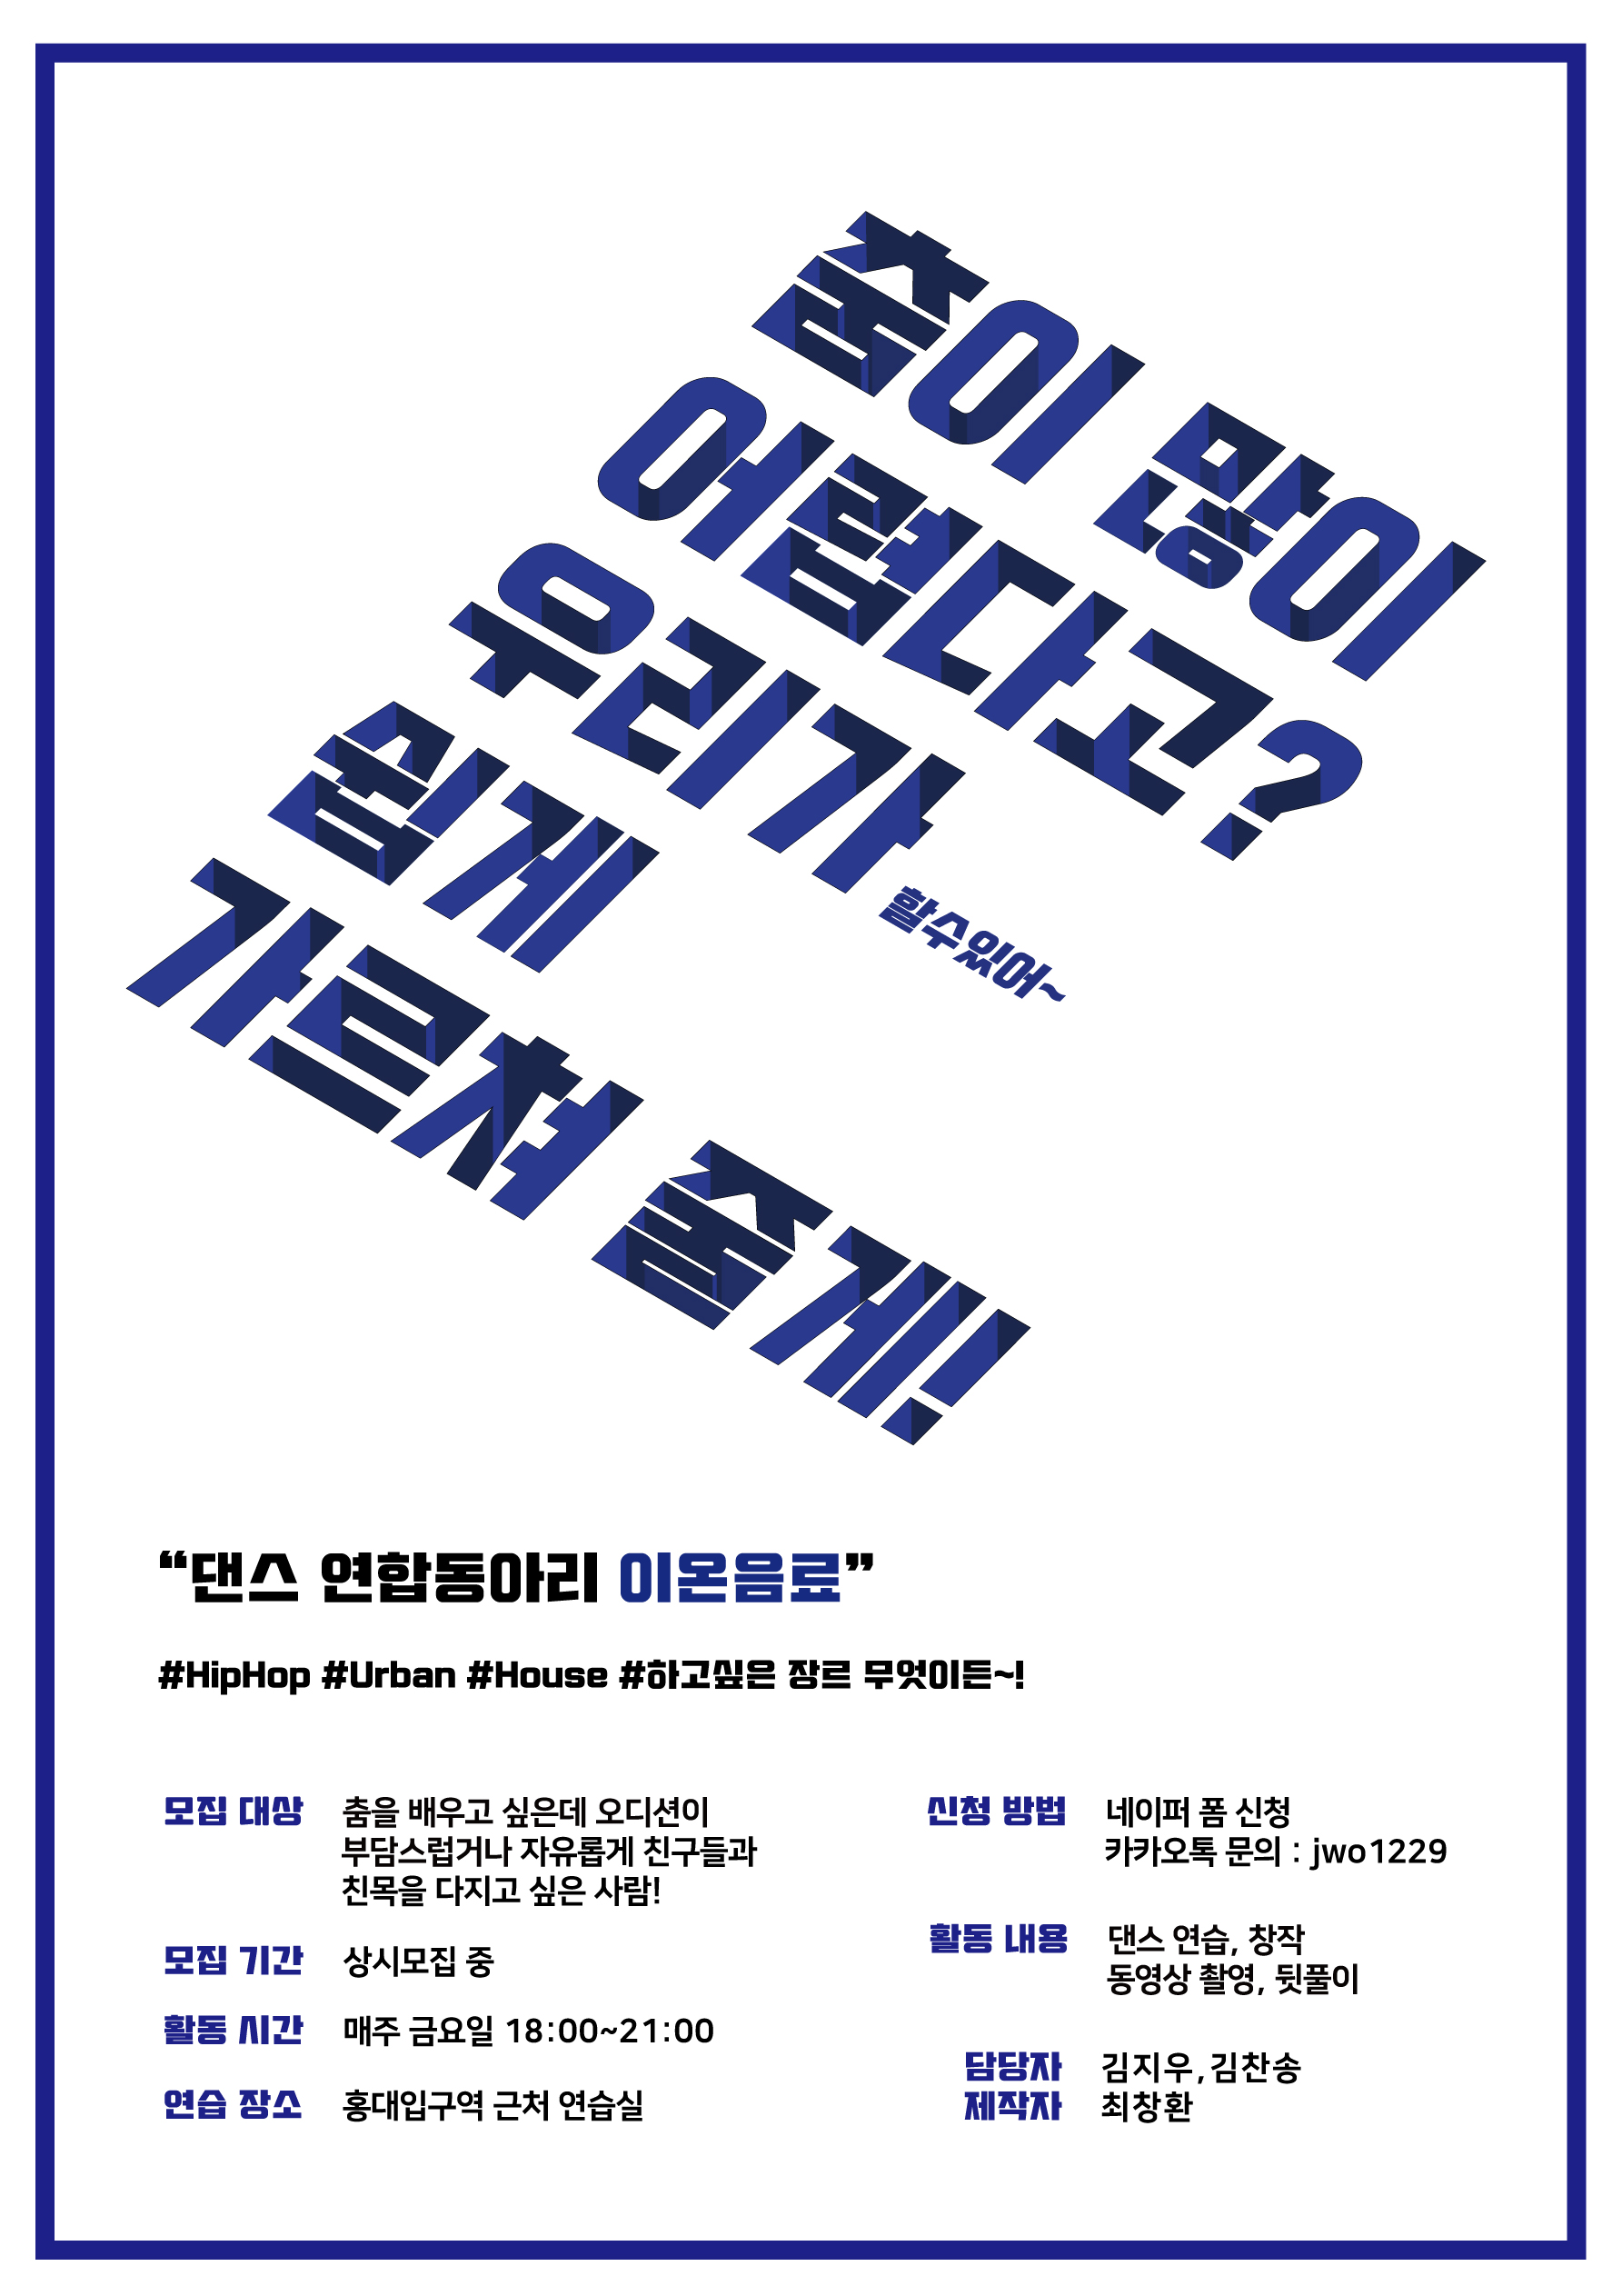 춤이 많이
어렵다고?
우리가
쉽게
할수있어~
가르쳐 줄게!
“댄스 연합동아리 이온음료”
#HipHop #Urban #House #하고싶은 장르 무엇이든~!
모집 대상 춤을 배우고 싶은데 오디션이
부담스럽거나 자유롭게 친구들과
친목을 다지고 싶은 사람!
모집 기간 상시모집 중
활동 시간 매주 금요일 18:00~21:00
연습 장소 홍대입구역 근처 연습실
신청 방법 네이퍼 폼 신청
카카오톡 문의 : jwo1229
활동 내용 댄스 연습, 창작
동영상 촬영, 뒷풀이
담당자 김지우,김찬송
제작자 최창환